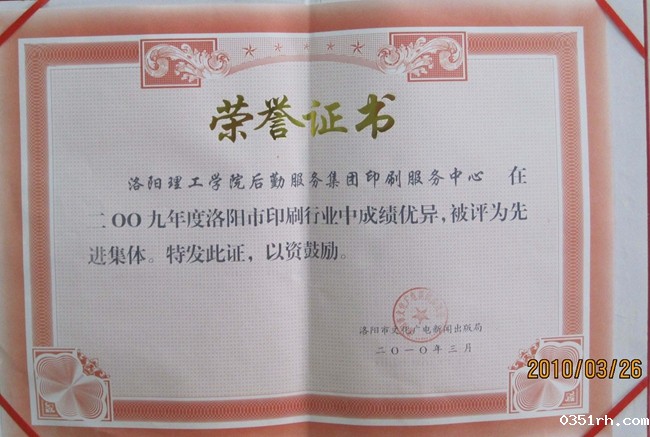 荣誉证书
洛阳理工学院后勤服务集团印刷服务中心 在
二OO九年度洛阳市印刷行业中成绩优异，被评为先
进集体。特发此证，以资鼓励。
洛阳市文化广电新闻出版局
二〇一〇年三月
2010/03/26
0351rh.com